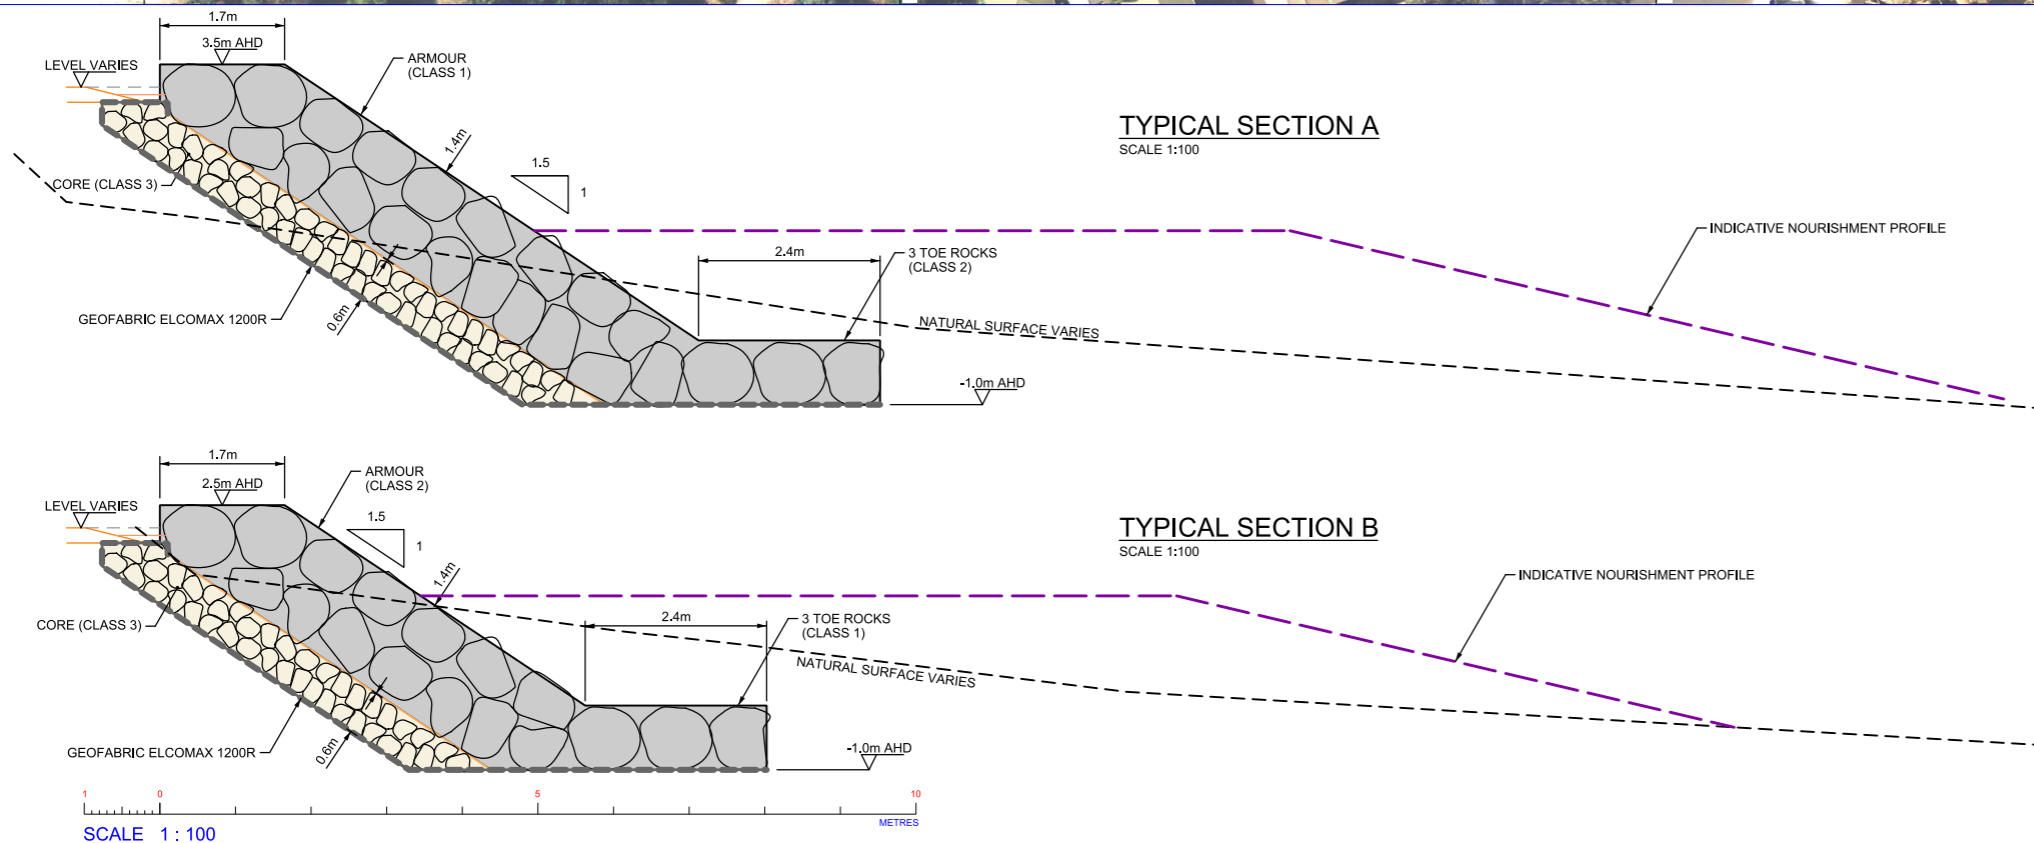 1.7m
3.5m AHD
LEVEL VARIES
ARMOUR
(CLASS 1)
1.4m
1.5
1
TYPICAL SECTION A
SCALE 1:100
CORE (CLASS 3)
INDICATIVE NOURISHMENT PROFILE
2.4m
3 TOE ROCKS
(CLASS 2)
GEOFABRIC ELCOMAX 1200R
0.6m
NATURAL SURFACE VARIES
-1.0m AHD
1.7m
2.5m AHD
LEVEL VARIES
ARMOUR
(CLASS 2)
1.5
1
1.4m
TYPICAL SECTION B
SCALE 1:100
INDICATIVE NOURISHMENT PROFILE
CORE (CLASS 3)
2.4m
3 TOE ROCKS
(CLASS 1)
NATURAL SURFACE VARIES
GEOFABRIC ELCOMAX 1200R
0.6m
-1.0m AHD
1 0 5 10
METRES
SCALE 1 : 100